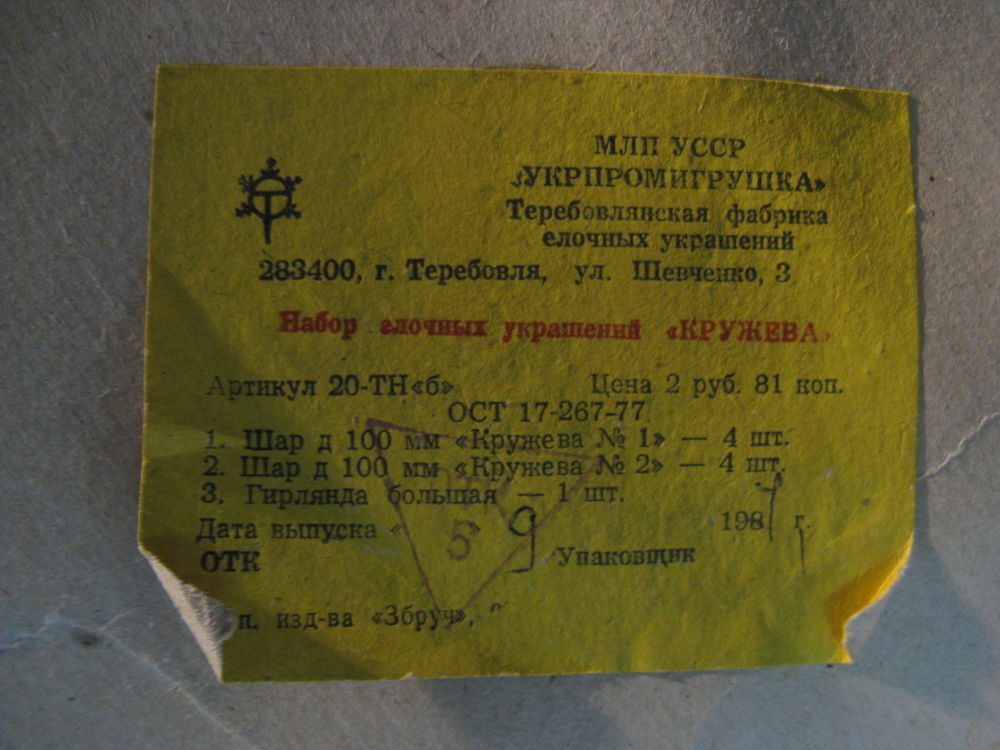 МЛП УССР
«УКРПРОМИГРУШКА»
Теребовлянская фабрика
елочных украшений
283400, г. Теребовля, ул. Шевченко, 3
Набор елочных украшений «КРУЖЕВА»
Артикул 20-ТН«б» Цена 2 руб. 81 коп.
ОСТ 17-267-77
1. Шар д 100 мм «Кружева № 1» — 4 шт.
2. Шар д 100 мм «Кружева № 2» — 4 шт.
3. Гирлянда большая — 1 шт.
Дата выпуска « » 9 198 г.
5
ОТК Упаковщик
п. изд-ва «Збруч»,